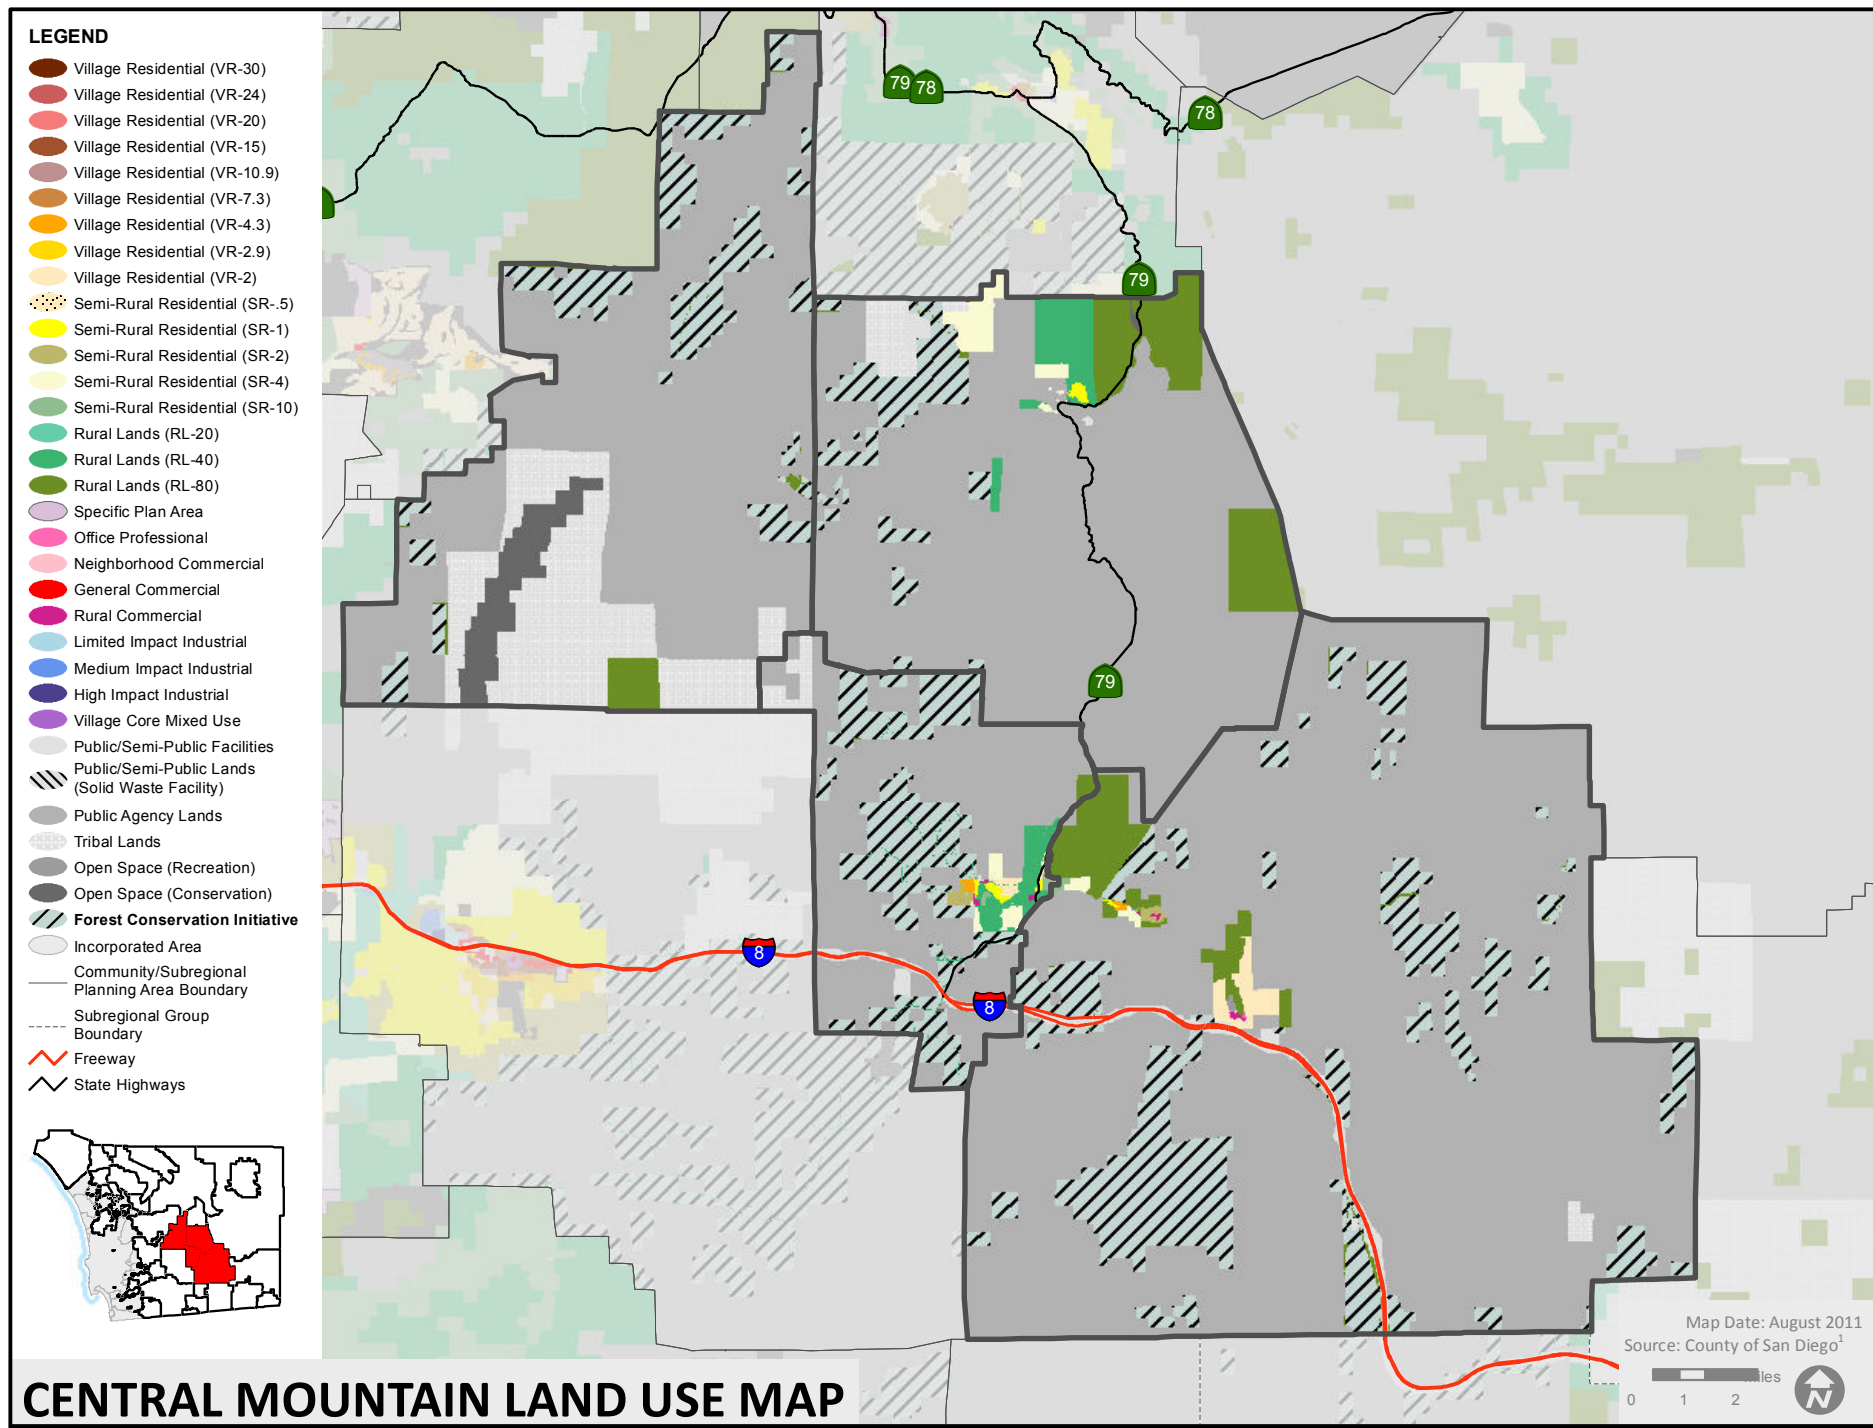 LEGEND
Village Residential (VR-30)
Village Residential (VR-24)
Village Residential (VR-20)
Village Residential (VR-15)
Village Residential (VR-10.9)
Village Residential (VR-7.3)
Village Residential (VR-4.3)
Village Residential (VR-2.9)
Village Residential (VR-2)
Semi-Rural Residential (SR-.5)
Semi-Rural Residential (SR-1)
Semi-Rural Residential (SR-2)
Semi-Rural Residential (SR-4)
Semi-Rural Residential (SR-10)
Rural Lands (RL-20)
Rural Lands (RL-40)
Rural Lands (RL-80)
Specific Plan Area
Office Professional
Neighborhood Commercial
General Commercial
Rural Commercial
Limited Impact Industrial
Medium Impact Industrial
High Impact Industrial
Village Core Mixed Use
Public/Semi-Public Facilities
Public/Semi-Public Lands
(Solid Waste Facility)
Public Agency Lands
Tribal Lands
Open Space (Recreation)
Open Space (Conservation)
Forest Conservation Initiative
Incorporated Area
Community/Subregional
Planning Area Boundary
Subregional Group
Boundary
Freeway
State Highways
79 78
78
79
79
8
8
Map Date: August 2011
Source: County of San Diego1
Miles
0 1 2
N
CENTRAL MOUNTAIN LAND USE MAP